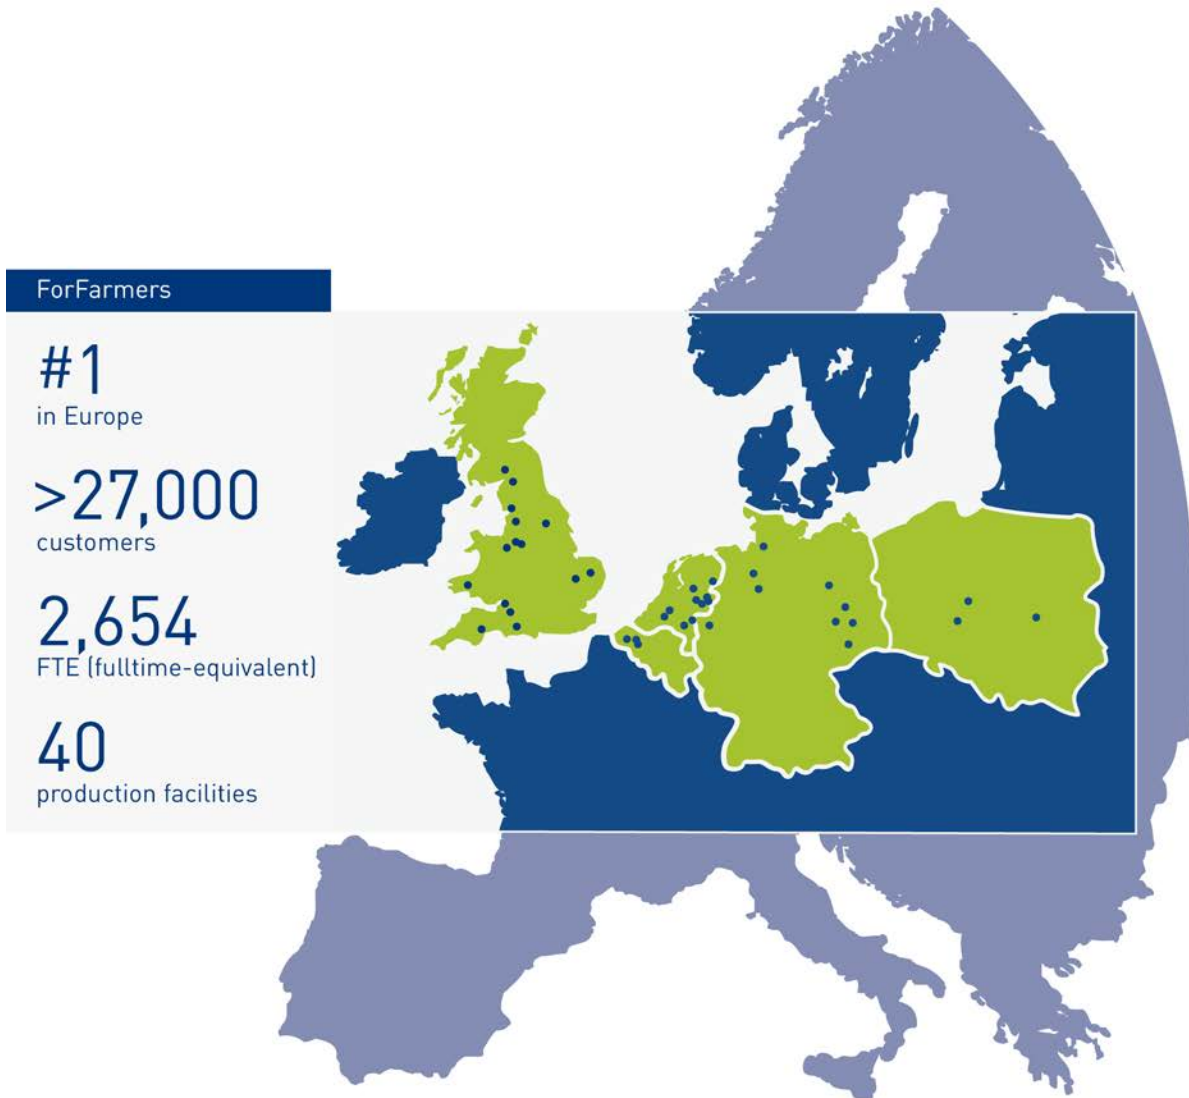 ForFarmers
#1
in Europe
>27,000
customers
2,654
FTE (fulltime-equivalent)
40
production facilities